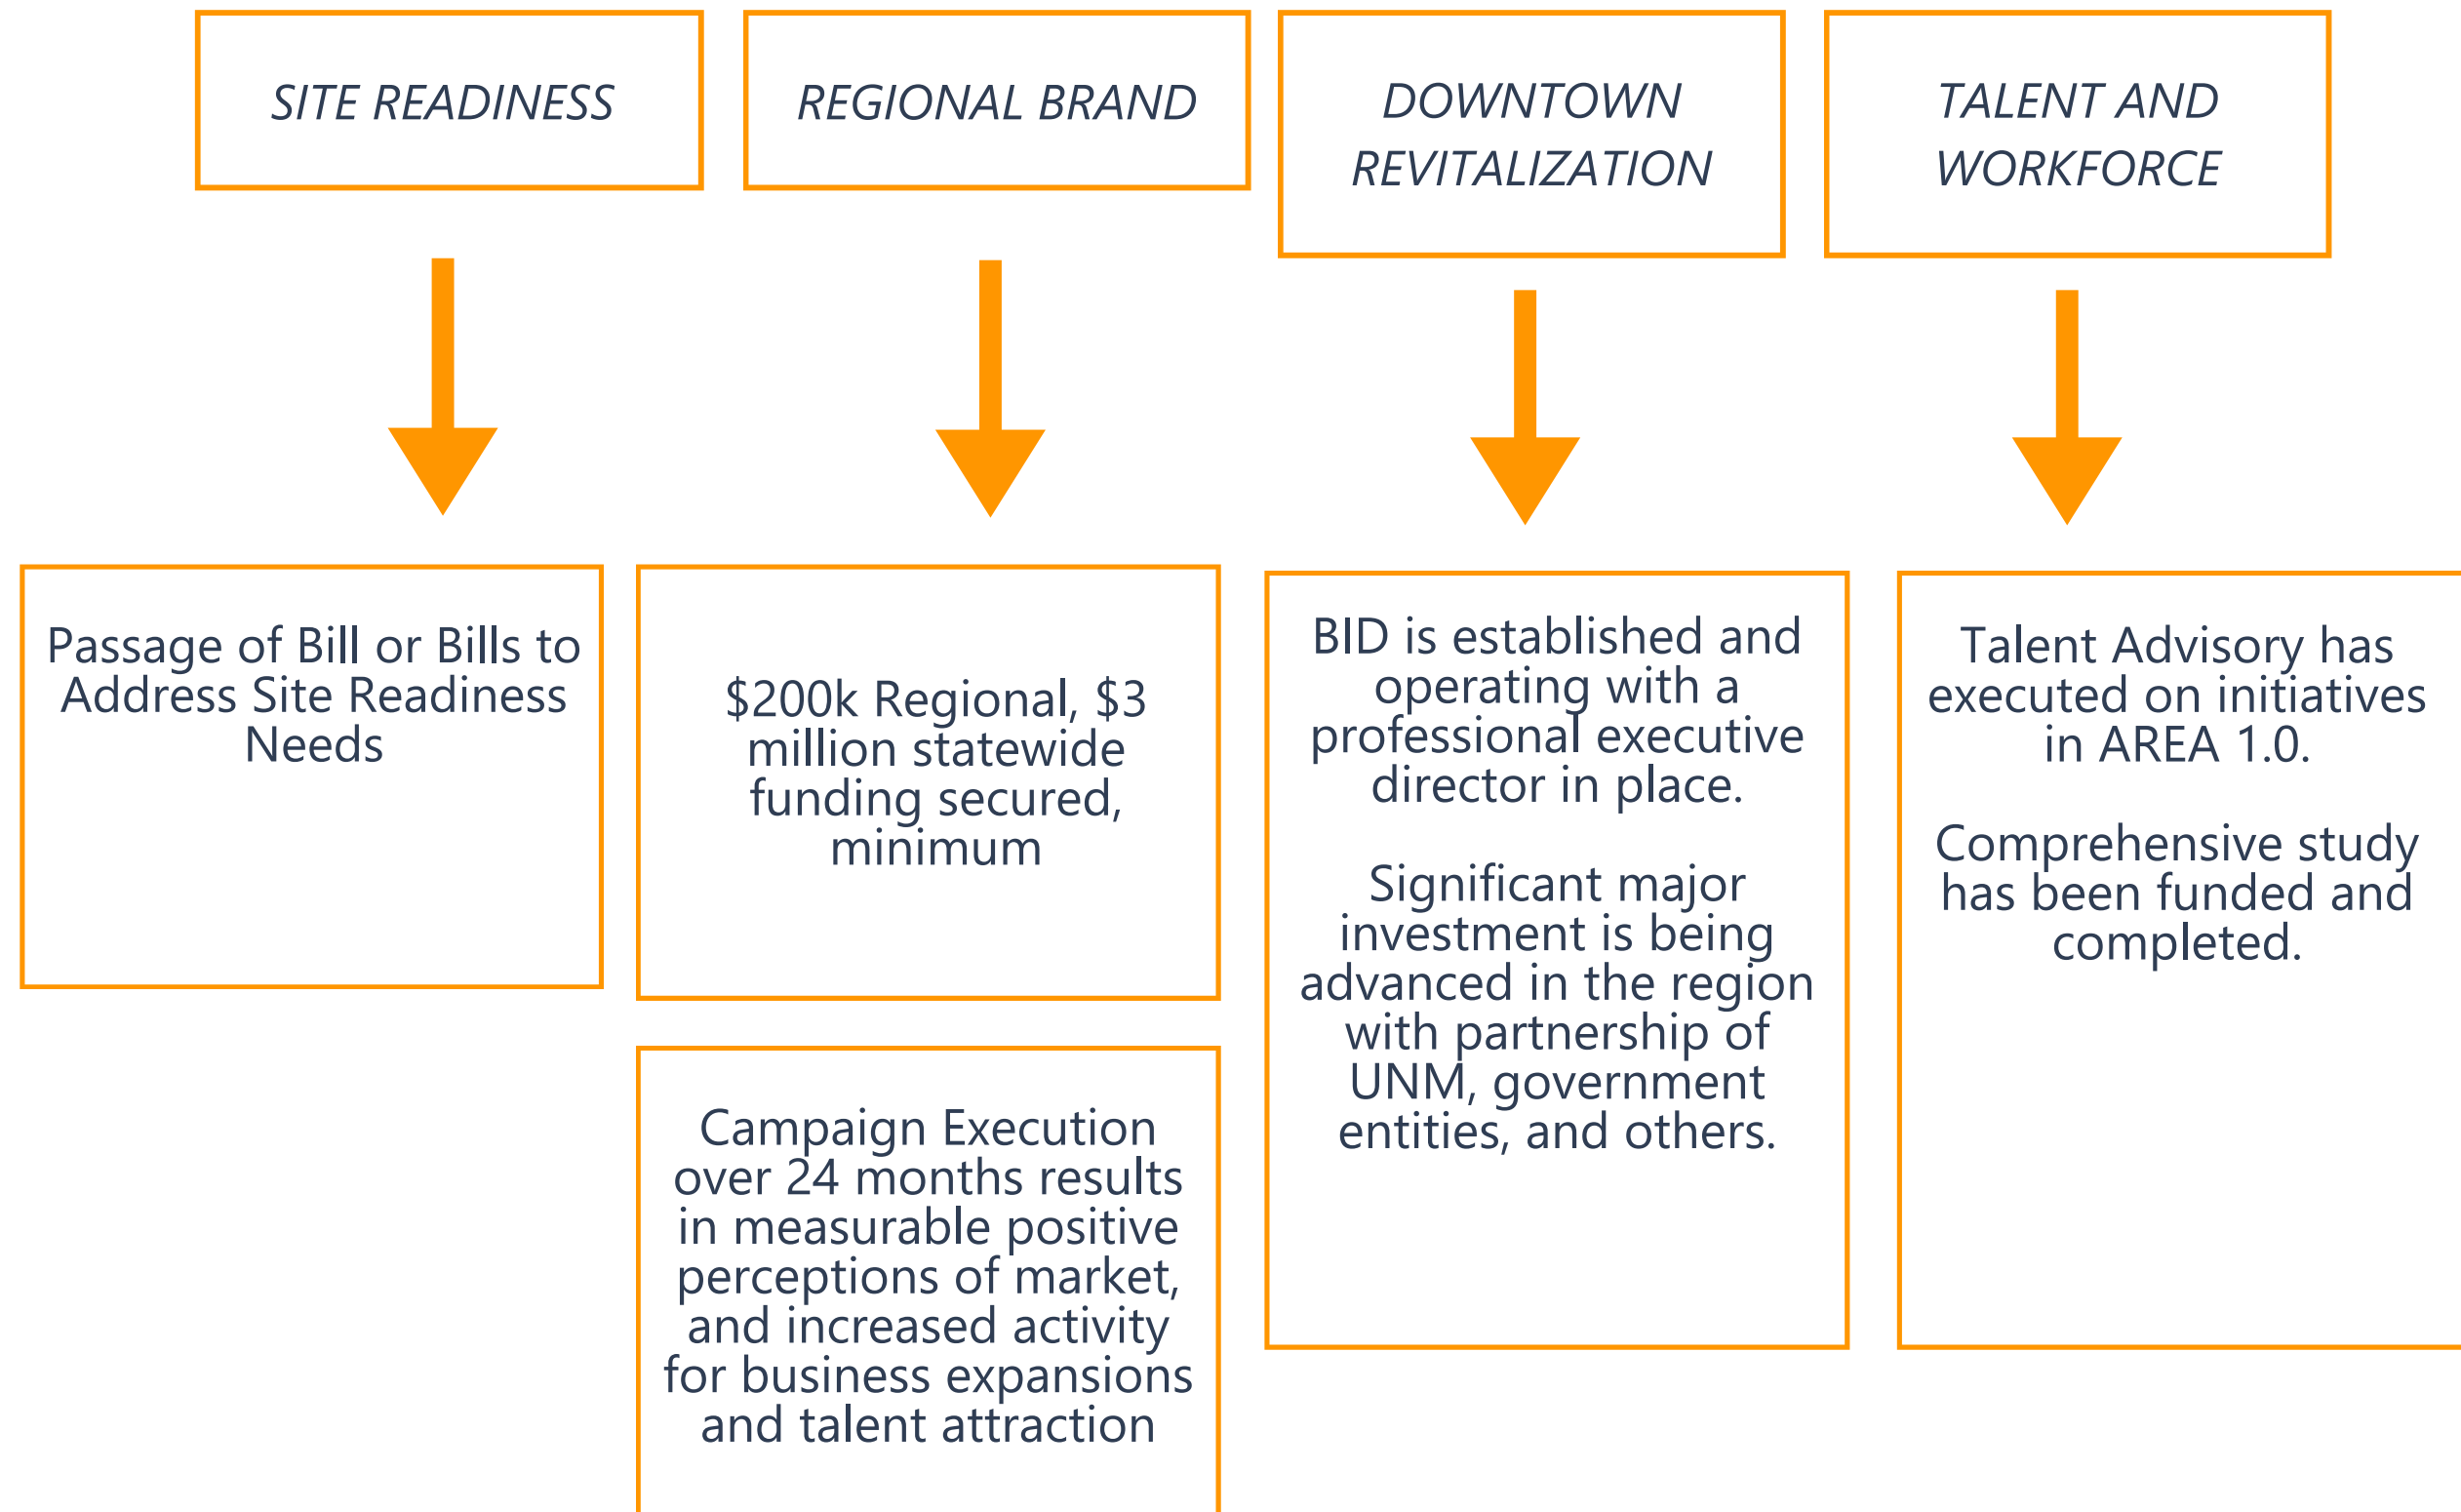 SITE READINESS
REGIONAL BRAND
DOWNTOWN
REVITALIZATION
TALENT AND
WORKFORCE
Passage of Bill or Bills to
Address Site Readiness
Needs
$200k Regional, $3
million statewide
funding secured,
minimum
Campaign Execution
over 24 months results
in measurable positive
perceptions of market,
and increased activity
for business expansions
and talent attraction
BID is established and
operating with a
professional executive
director in place.
Significant major
investment is being
advanced in the region
with partnership of
UNM, government
entities, and others.
Talent Advisory has
executed on initiatives
in AREA 1.0.
Comprehensive study
has been funded and
completed.